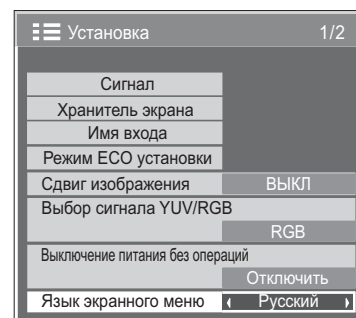 Установка 1/2
Сигнал
Хранитель экрана
Имя входа
Режим ECO установки
Сдвиг изображения ВЫКЛ
Выбор сигнала YUV/RGB
RGB
Выключение питания без операций
Отключить
Язык экранного меню Русский